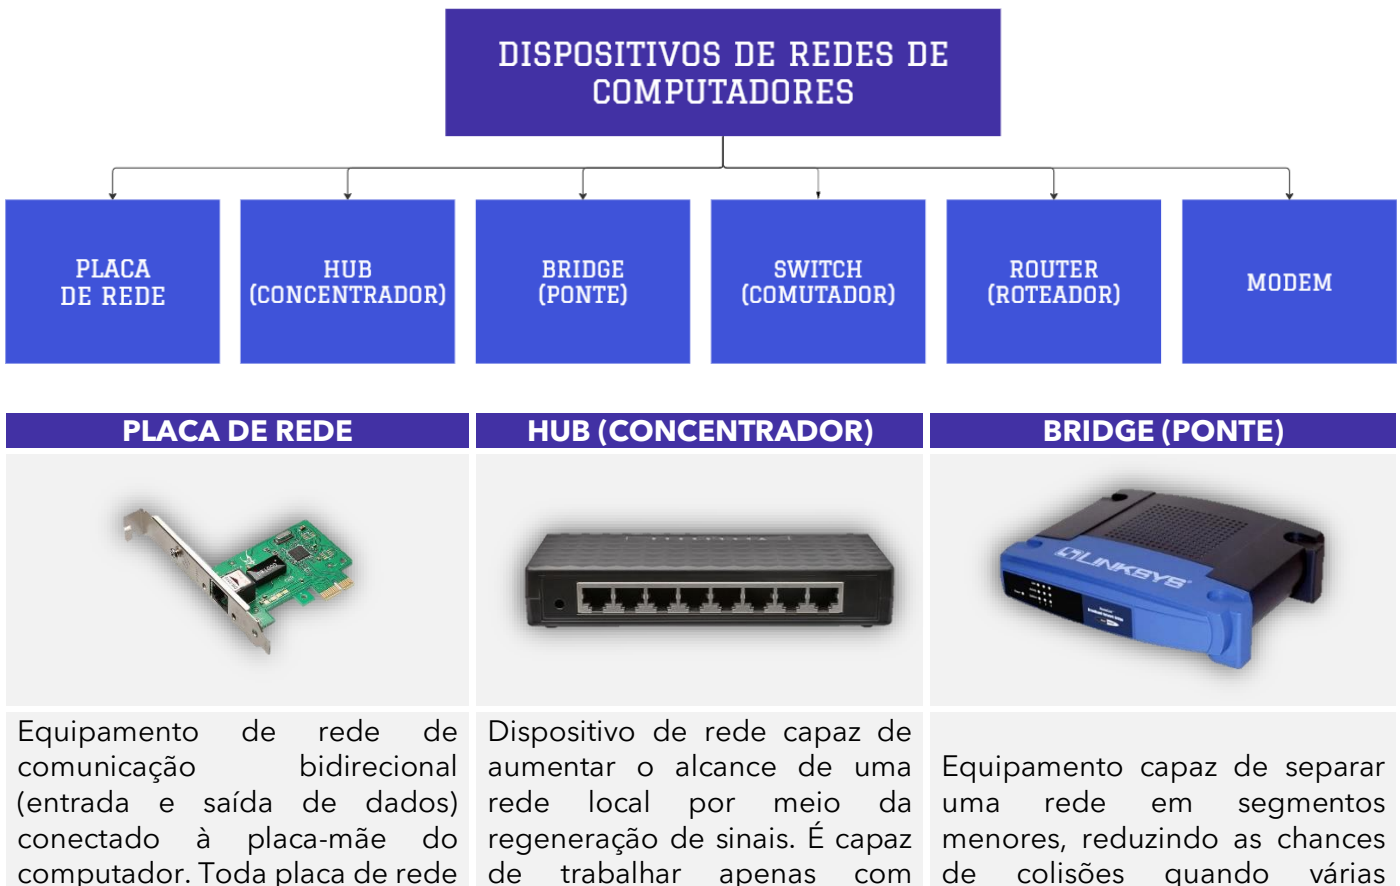 DISPOSITIVOS DE REDES DE
COMPUTADORES
PLACA
DE REDE
HUB
(CONCENTRADOR)
BRIDGE
(PONTE)
SWITCH
(COMUTADOR)
ROUTER
(ROTEADOR)
MODEM
PLACA DE REDE
HUB (CONCENTRADOR)
BRIDGE (PONTE)
LINKSYS
Equipamento de rede de
comunicação bidirecional
(entrada e saída de dados)
conectado à placa-mãe do
computador. Toda placa de rede
Dispositivo de rede capaz de
aumentar o alcance de uma
rede local por meio da
regeneração de sinais. É capaz
de trabalhar apenas com
Equipamento capaz de separar
uma rede em segmentos
menores, reduzindo as chances
de colisões quando várias